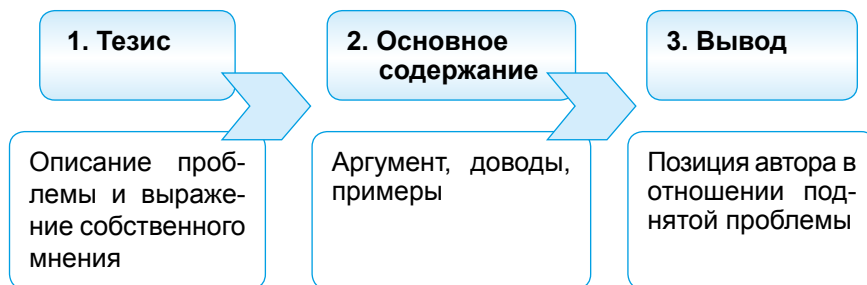 1. Тезис
2. Основное
содержание
3. Вывод
Описание проб-
лемы и выраже-
ние собственного
мнения
Аргумент, доводы,
примеры
Позиция автора в
отношении под-
нятой проблемы